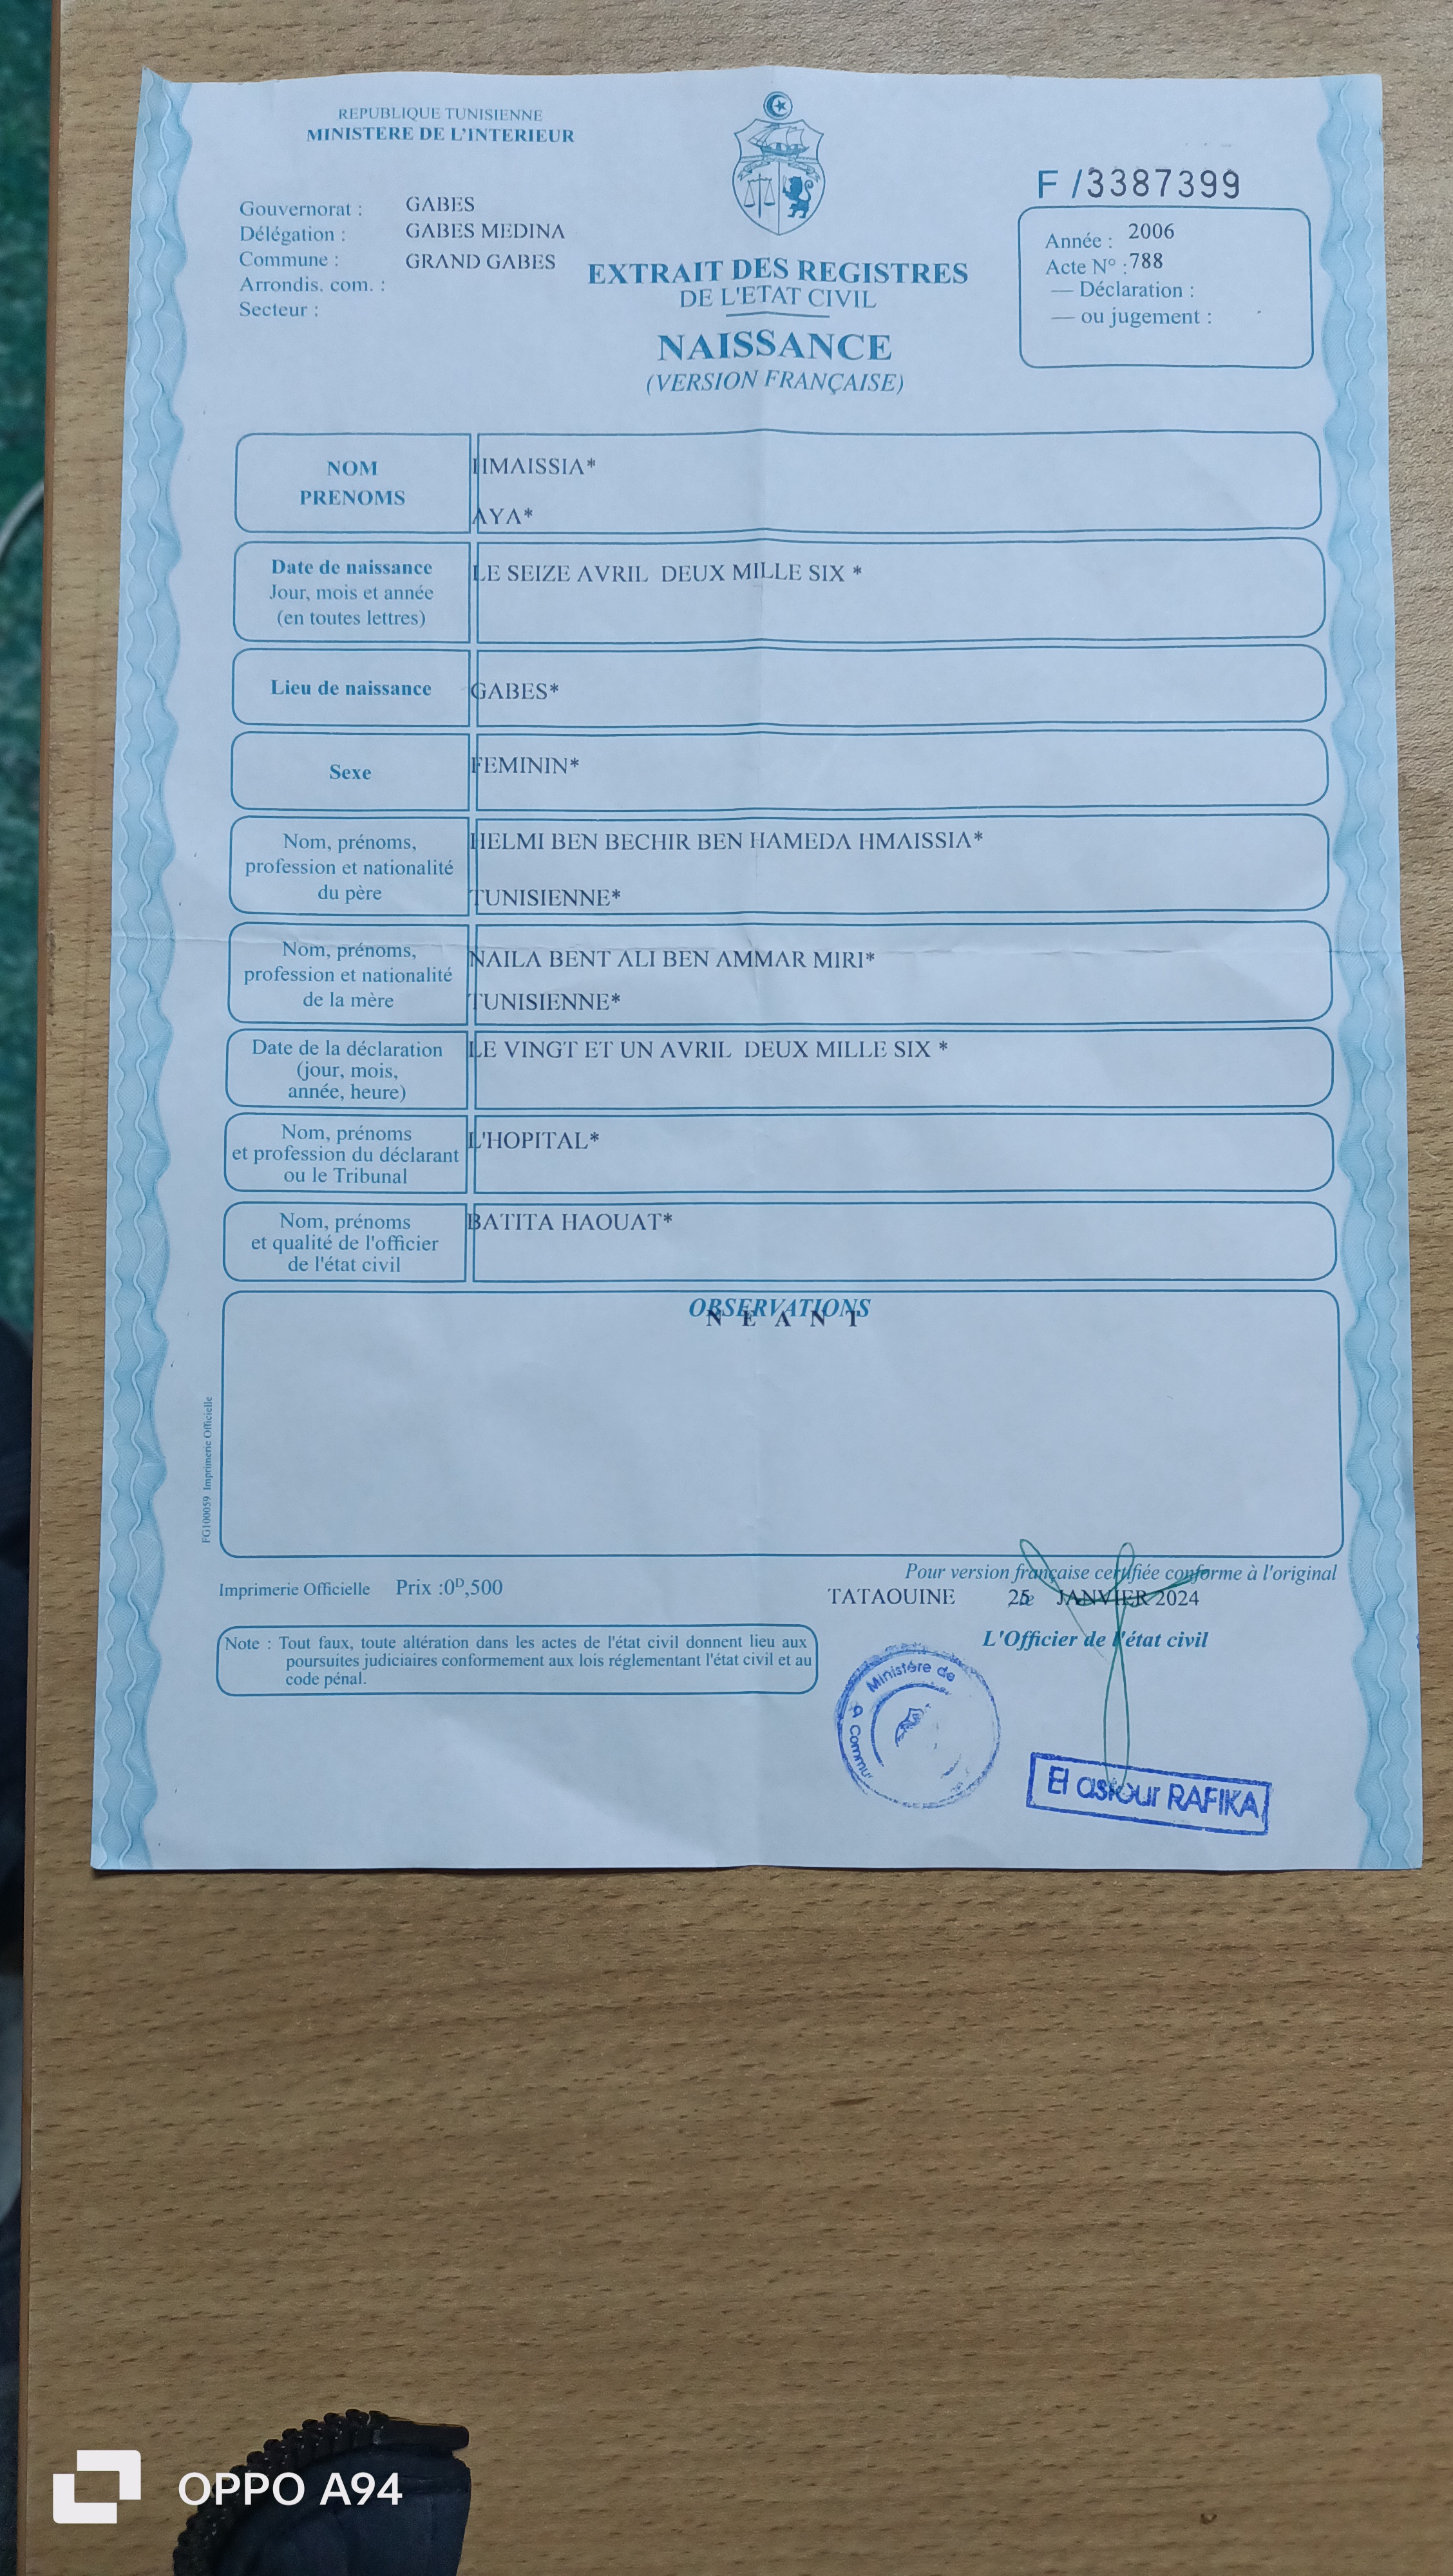 REPUBLIQUE TUNISIENNE
MINISTERE DE L'INTERIEUR
Gouvernorat : GABES
Délégation : GABES MEDINA
Commune : GRAND GABES
Arrondis. com. :
Secteur :
EXTRAIT DES REGISTRES
DE L'ETAT CIVIL
NAISSANCE
(VERSION FRANÇAISE)
F /3387399
Année : 2006
Acte N° : 788
— Déclaration :
— ou jugement :
NOM
PRENOMS
HMAISSIA*
AYA*
Date de naissance
Jour, mois et année
(en toutes lettres)
LE SEIZE AVRIL DEUX MILLE SIX *
Lieu de naissance
GABES*
Sexe
FEMININ*
Nom, prénoms,
profession et nationalité
du père
HELMI BEN BECHIR BEN HAMEDA HMAISSIA*
TUNISIENNE*
Nom, prénoms,
profession et nationalité
de la mère
NAILA BENT ALI BEN AMMAR MIRI*
TUNISIENNE*
Date de la déclaration
(jour, mois,
année, heure)
LE VINGT ET UN AVRIL DEUX MILLE SIX *
Nom, prénoms
et profession du déclarant
ou le Tribunal
L'HOPITAL*
Nom, prénoms
et qualité de l'officier
de l'état civil
BATITA HAOUAT*
OBSERVATIONS
N E A N T
FG100059 Imprimerie Officielle
Imprimerie Officielle Prix :0ᴰ,500
Pour version française certifiée conforme à l'original
TATAOUINE 25 le JANVIER 2024
L'Officier de l'état civil
Note : Tout faux, toute altération dans les actes de l'état civil donnent lieu aux
poursuites judiciaires conformement aux lois réglementant l'état civil et au
code pénal.
Ministère de
Commu
El astour RAFIKA
OPPO A94